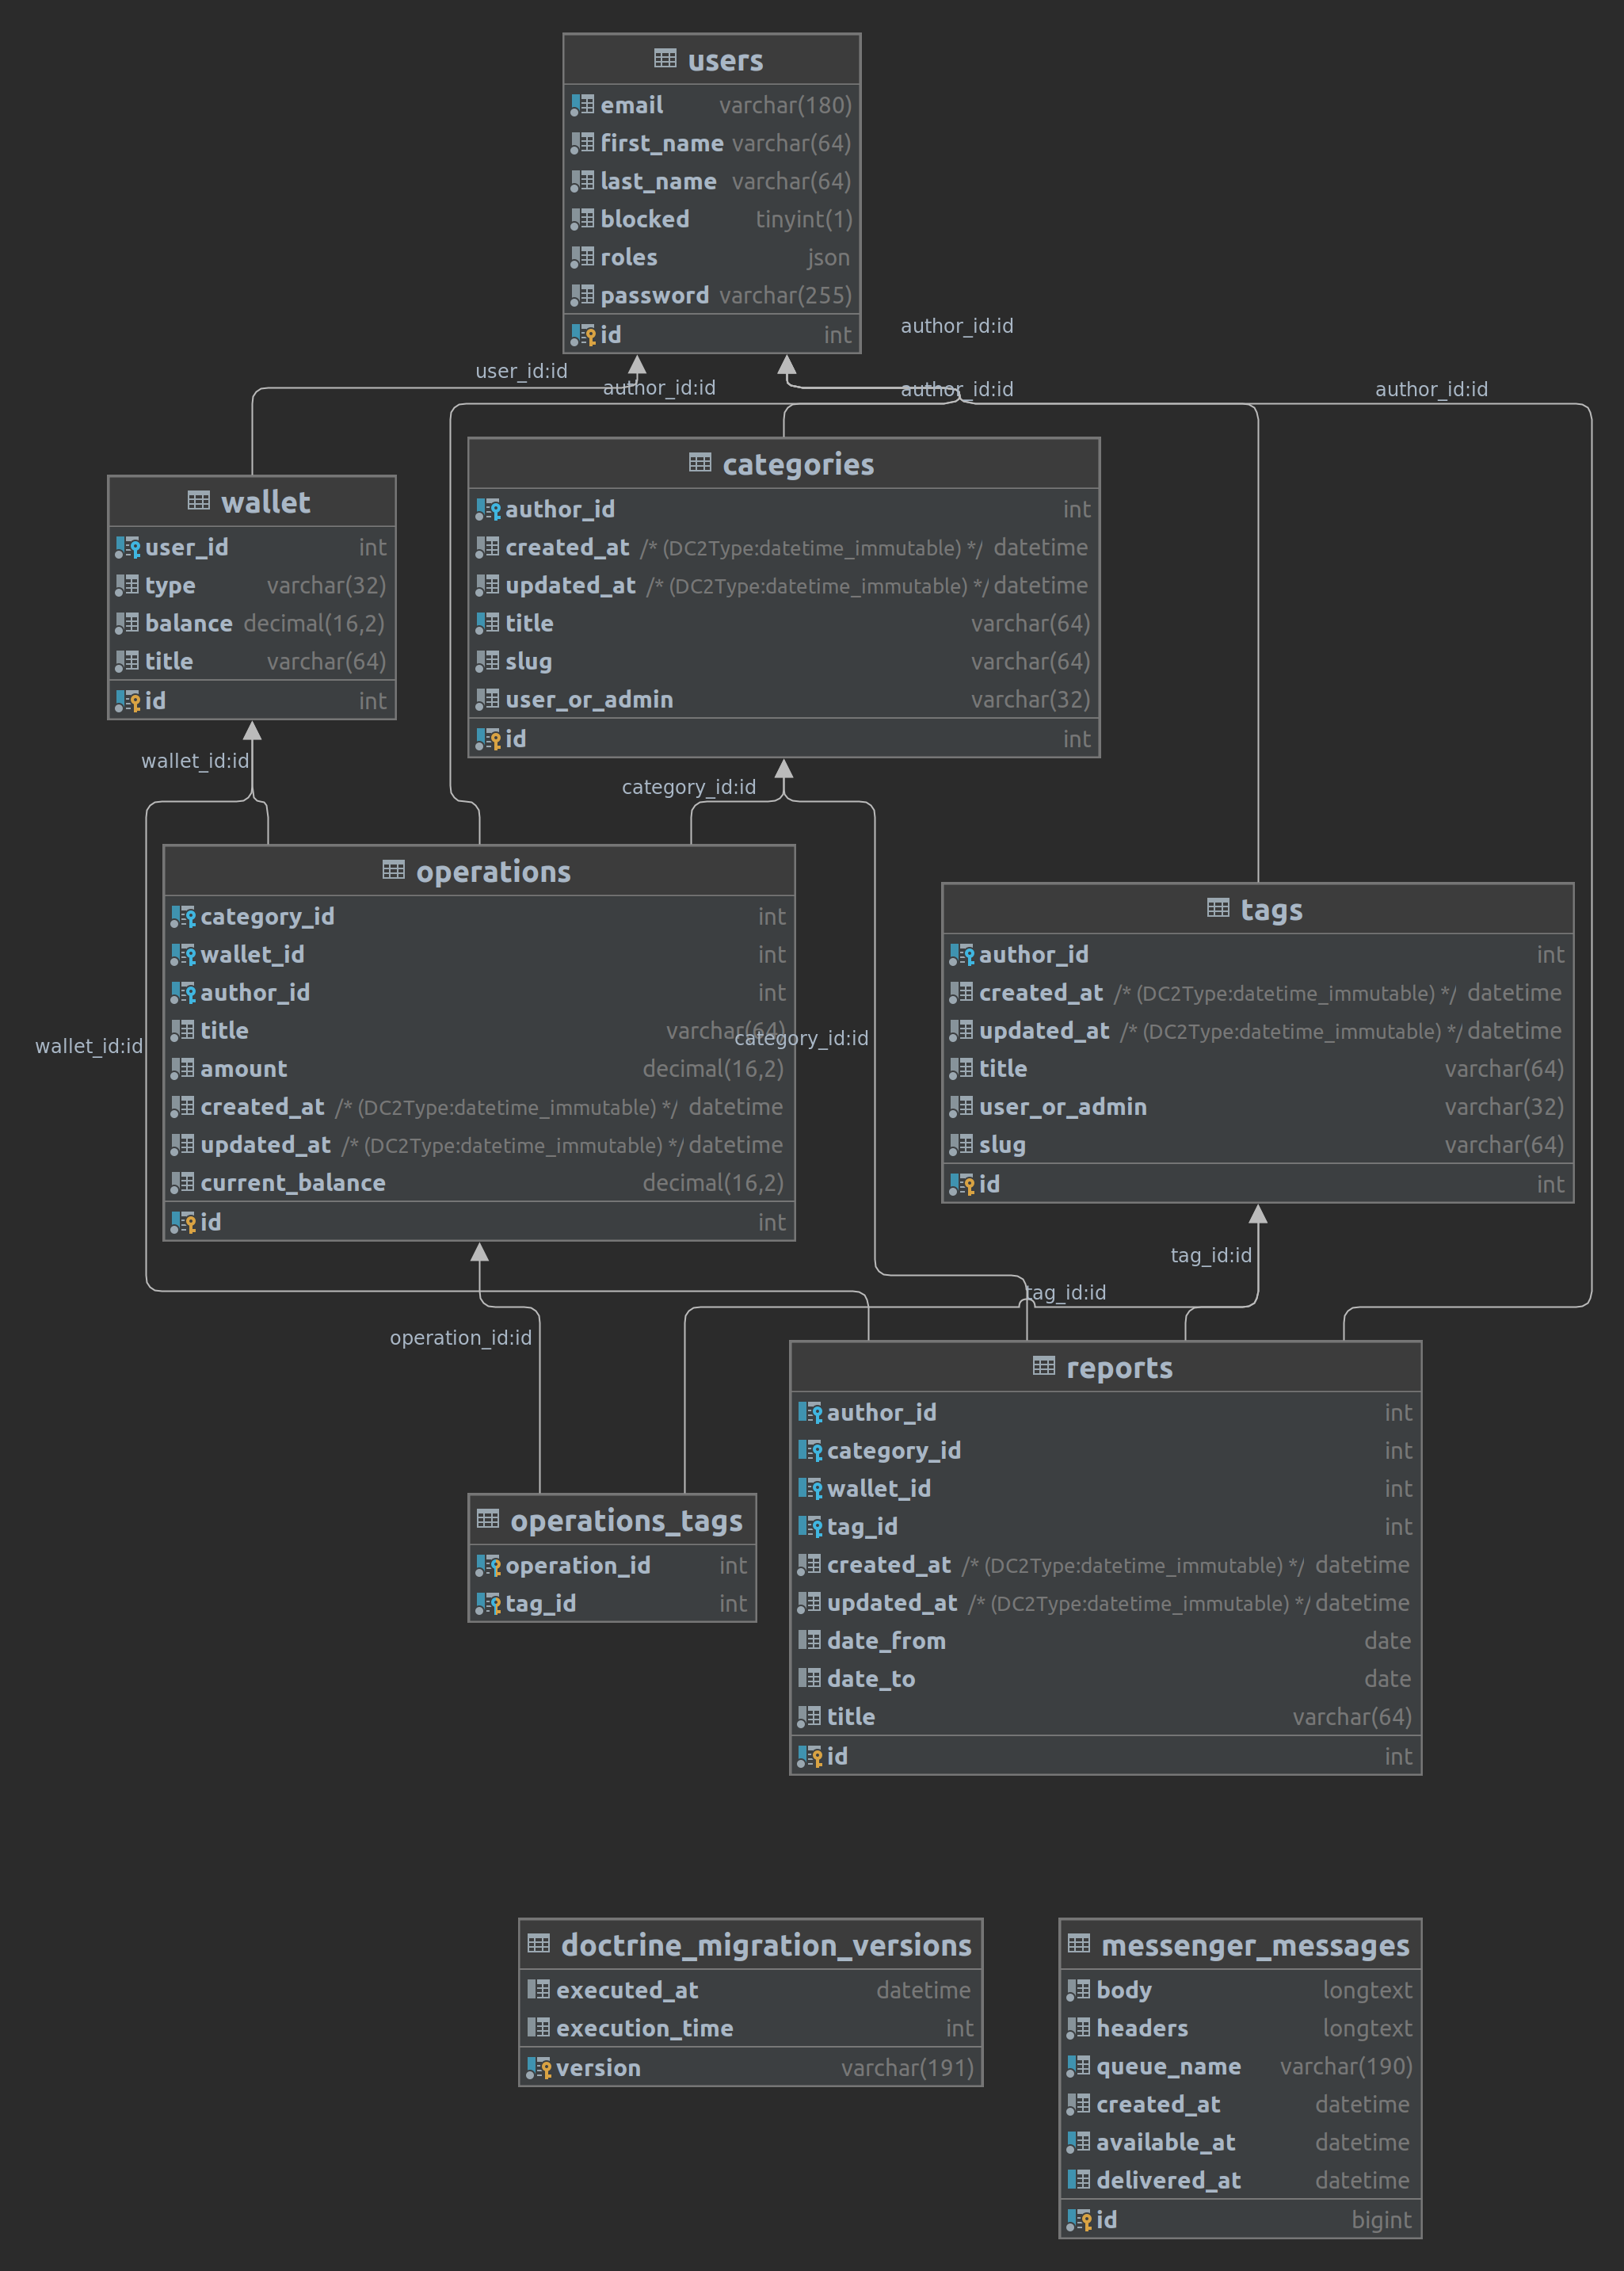 users
email varchar(180)
first_name varchar(64)
last_name varchar(64)
blocked tinyint(1)
roles json
password varchar(255)
id int
author_id:id
user_id:id
author_id:id
author_id:id
author_id:id
wallet
user_id int
type varchar(32)
balance decimal(16,2)
title varchar(64)
id int
categories
author_id int
created_at /* (DC2Type:datetime_immutable) */ datetime
updated_at /* (DC2Type:datetime_immutable) */ datetime
title varchar(64)
slug varchar(64)
user_or_admin varchar(32)
id int
wallet_id:id
category_id:id
operations
category_id int
wallet_id int
author_id int
title varchar(64)
amount decimal(16,2)
created_at /* (DC2Type:datetime_immutable) */ datetime
updated_at /* (DC2Type:datetime_immutable) */ datetime
current_balance decimal(16,2)
id int
wallet_id:id
category_id:id
tags
author_id int
created_at /* (DC2Type:datetime_immutable) */ datetime
updated_at /* (DC2Type:datetime_immutable) */ datetime
title varchar(64)
user_or_admin varchar(32)
slug varchar(64)
id int
tag_id:id
tag_id:id
operation_id:id
reports
author_id int
category_id int
wallet_id int
tag_id int
created_at /* (DC2Type:datetime_immutable) */ datetime
updated_at /* (DC2Type:datetime_immutable) */ datetime
date_from date
date_to date
title varchar(64)
id int
operations_tags
operation_id int
tag_id int
doctrine_migration_versions
executed_at datetime
execution_time int
version varchar(191)
messenger_messages
body longtext
headers longtext
queue_name varchar(190)
created_at datetime
available_at datetime
delivered_at datetime
id bigint